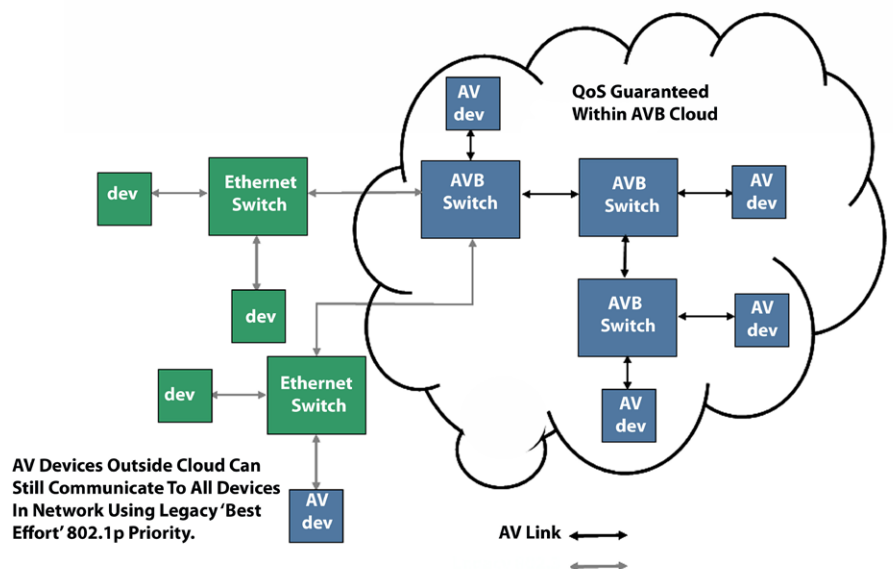 QoS Guaranteed
Within AVB Cloud
AV
dev
Ethernet
Switch
dev
AVB
Switch
AVB
Switch
AV
dev
dev
AVB
Switch
AV
dev
Ethernet
Switch
dev
AV
dev
AV Devices Outside Cloud Can
Still Communicate To All Devices
In Network Using Legacy ‘Best
Effort’ 802.1p Priority.
AV
dev
AV Link